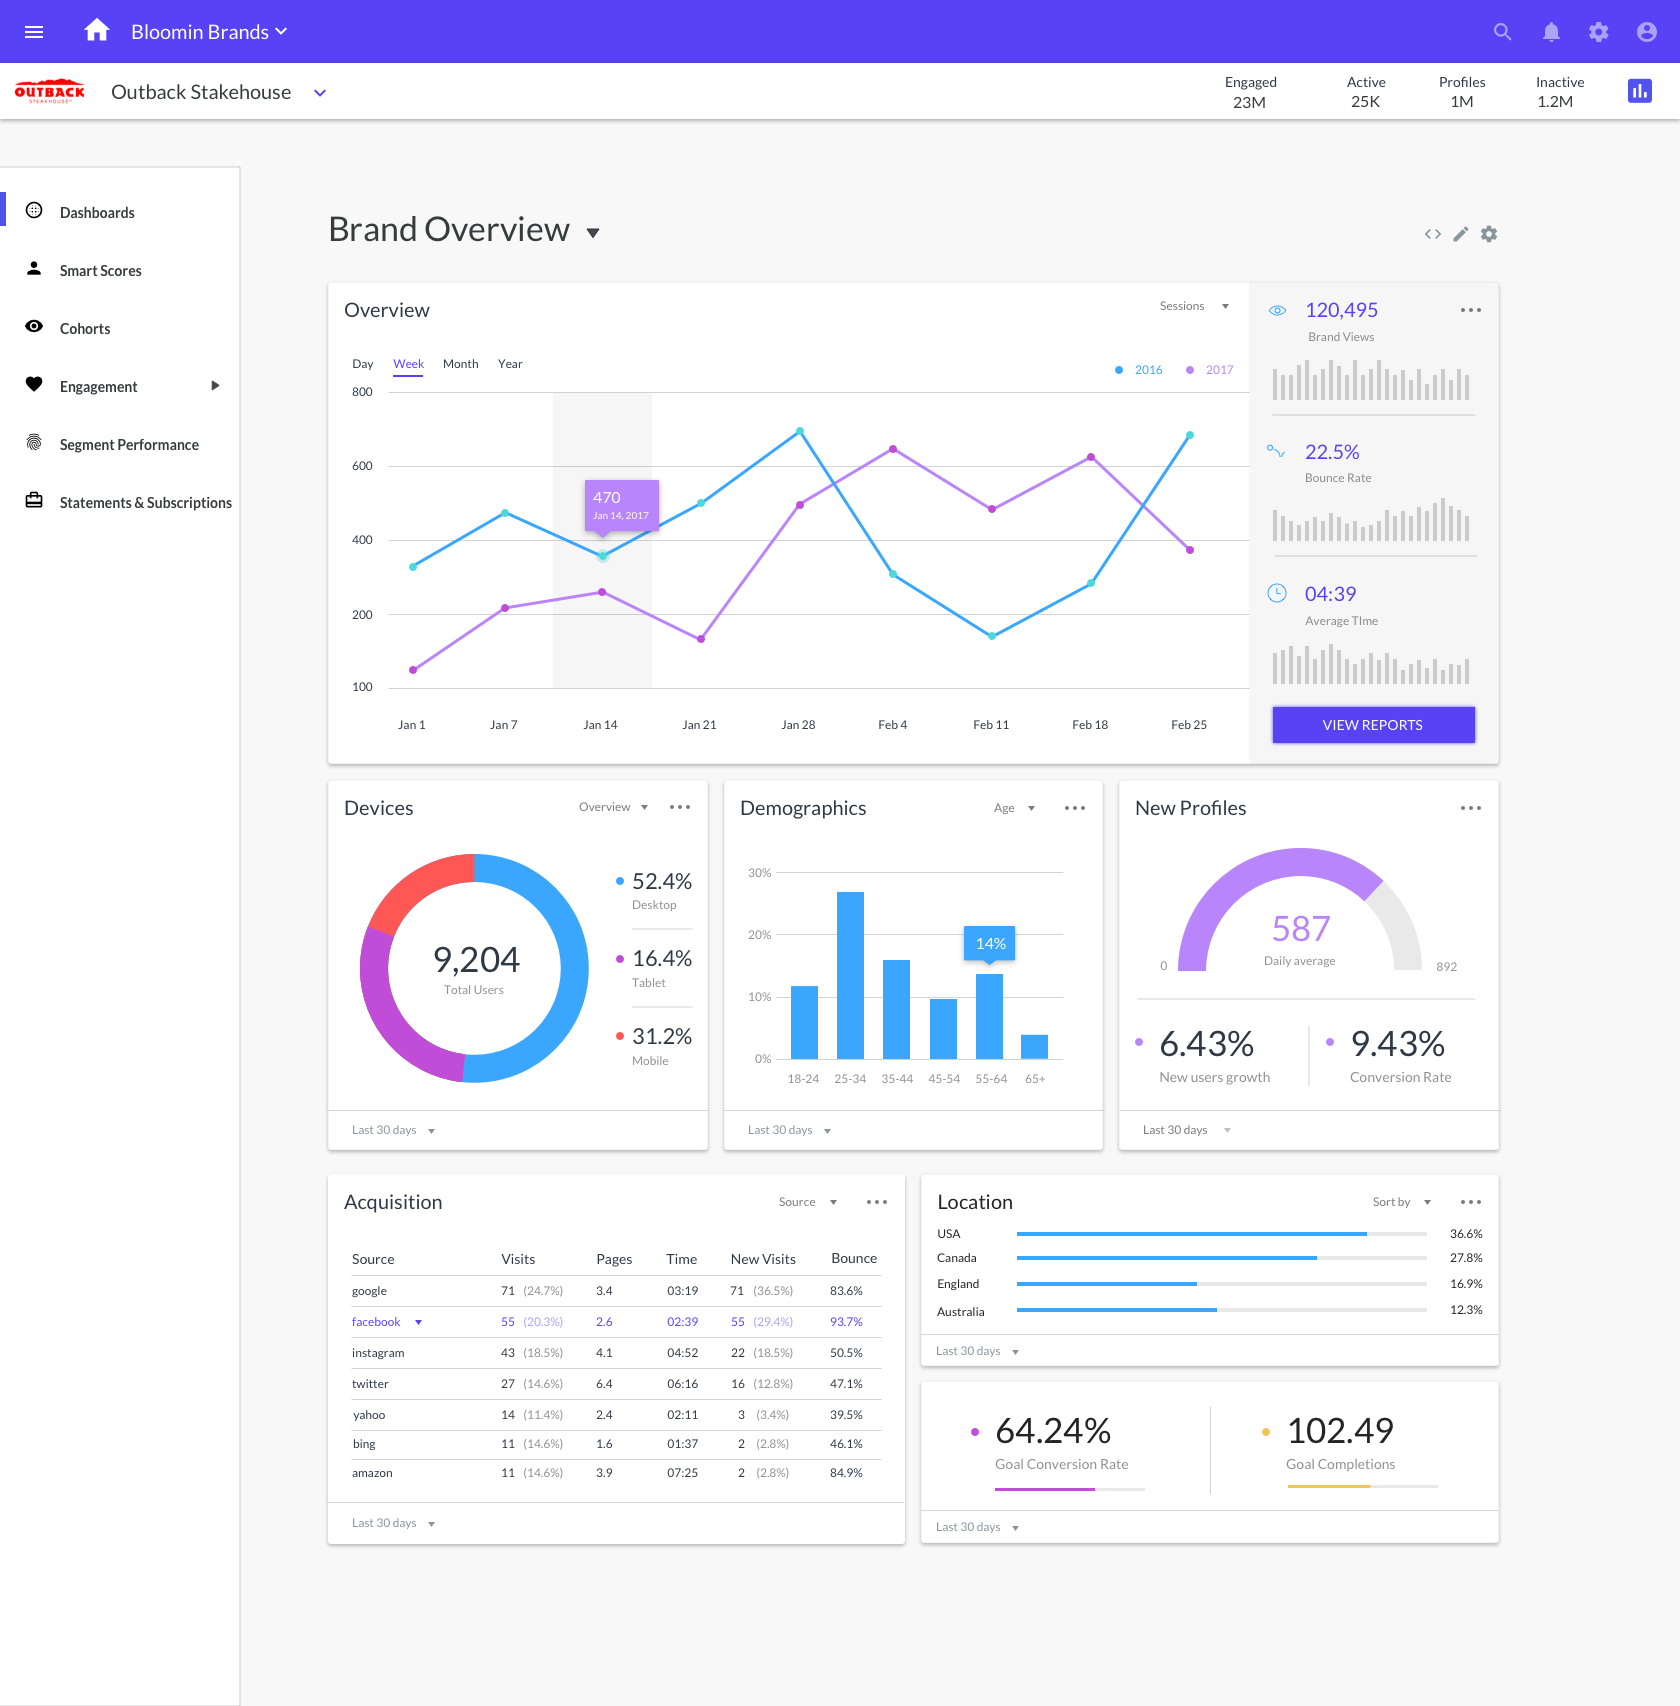 Bloomin Brands
OUTBACK
STEAKHOUSE
Outback Stakehouse
Engaged
23M
Active
25K
Profiles
1M
Inactive
1.2M
Dashboards
Smart Scores
Cohorts
Engagement
Segment Performance
Statements & Subscriptions
Brand Overview
Overview
Sessions
Day Week Month Year
2016 2017
800
600
400
200
100
470
Jan 14, 2017
Jan 1 Jan 7 Jan 14 Jan 21 Jan 28 Feb 4 Feb 11 Feb 18 Feb 25
120,495
Brand Views
22.5%
Bounce Rate
04:39
Average TIme
VIEW REPORTS
Devices
Overview
9,204
Total Users
52.4%
Desktop
16.4%
Tablet
31.2%
Mobile
Last 30 days
Demographics
Age
30%
20%
10%
0%
14%
18-24 25-34 35-44 45-54 55-64 65+
Last 30 days
New Profiles
587
Daily average
0
892
6.43%
New users growth
9.43%
Conversion Rate
Last 30 days
Acquisition
Source
Source Visits Pages Time New Visits Bounce
google 71 (24.7%) 3.4 03:19 71 (36.5%) 83.6%
facebook 55 (20.3%) 2.6 02:39 55 (29.4%) 93.7%
instagram 43 (18.5%) 4.1 04:52 22 (18.5%) 50.5%
twitter 27 (14.6%) 6.4 06:16 16 (12.8%) 47.1%
yahoo 14 (11.4%) 2.4 02:11 3 (3.4%) 39.5%
bing 11 (14.6%) 1.6 01:37 2 (2.8%) 46.1%
amazon 11 (14.6%) 3.9 07:25 2 (2.8%) 84.9%
Last 30 days
Location
Sort by
USA 36.6%
Canada 27.8%
England 16.9%
Australia 12.3%
Last 30 days
64.24%
Goal Conversion Rate
102.49
Goal Completions
Last 30 days